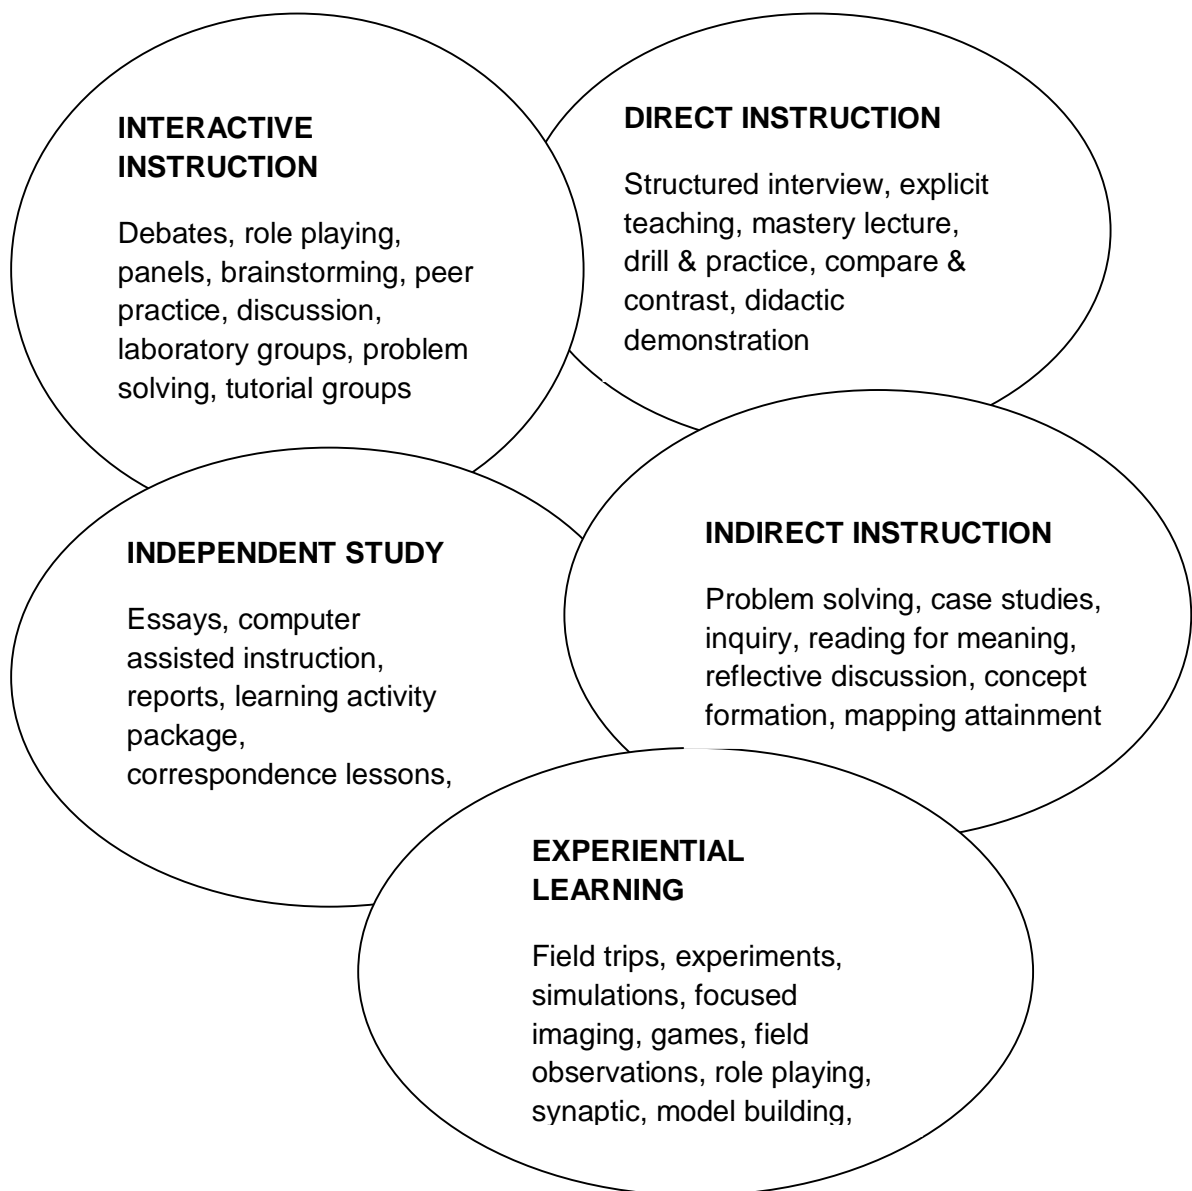 INTERACTIVE
INSTRUCTION
Debates, role playing,
panels, brainstorming, peer
practice, discussion,
laboratory groups, problem
solving, tutorial groups
DIRECT INSTRUCTION
Structured interview, explicit
teaching, mastery lecture,
drill & practice, compare &
contrast, didactic
demonstration
INDEPENDENT STUDY
Essays, computer
assisted instruction,
reports, learning activity
package,
correspondence lessons,
INDIRECT INSTRUCTION
Problem solving, case studies,
inquiry, reading for meaning,
reflective discussion, concept
formation, mapping attainment
EXPERIENTIAL
LEARNING
Field trips, experiments,
simulations, focused
imaging, games, field
observations, role playing,
synaptic, model building,